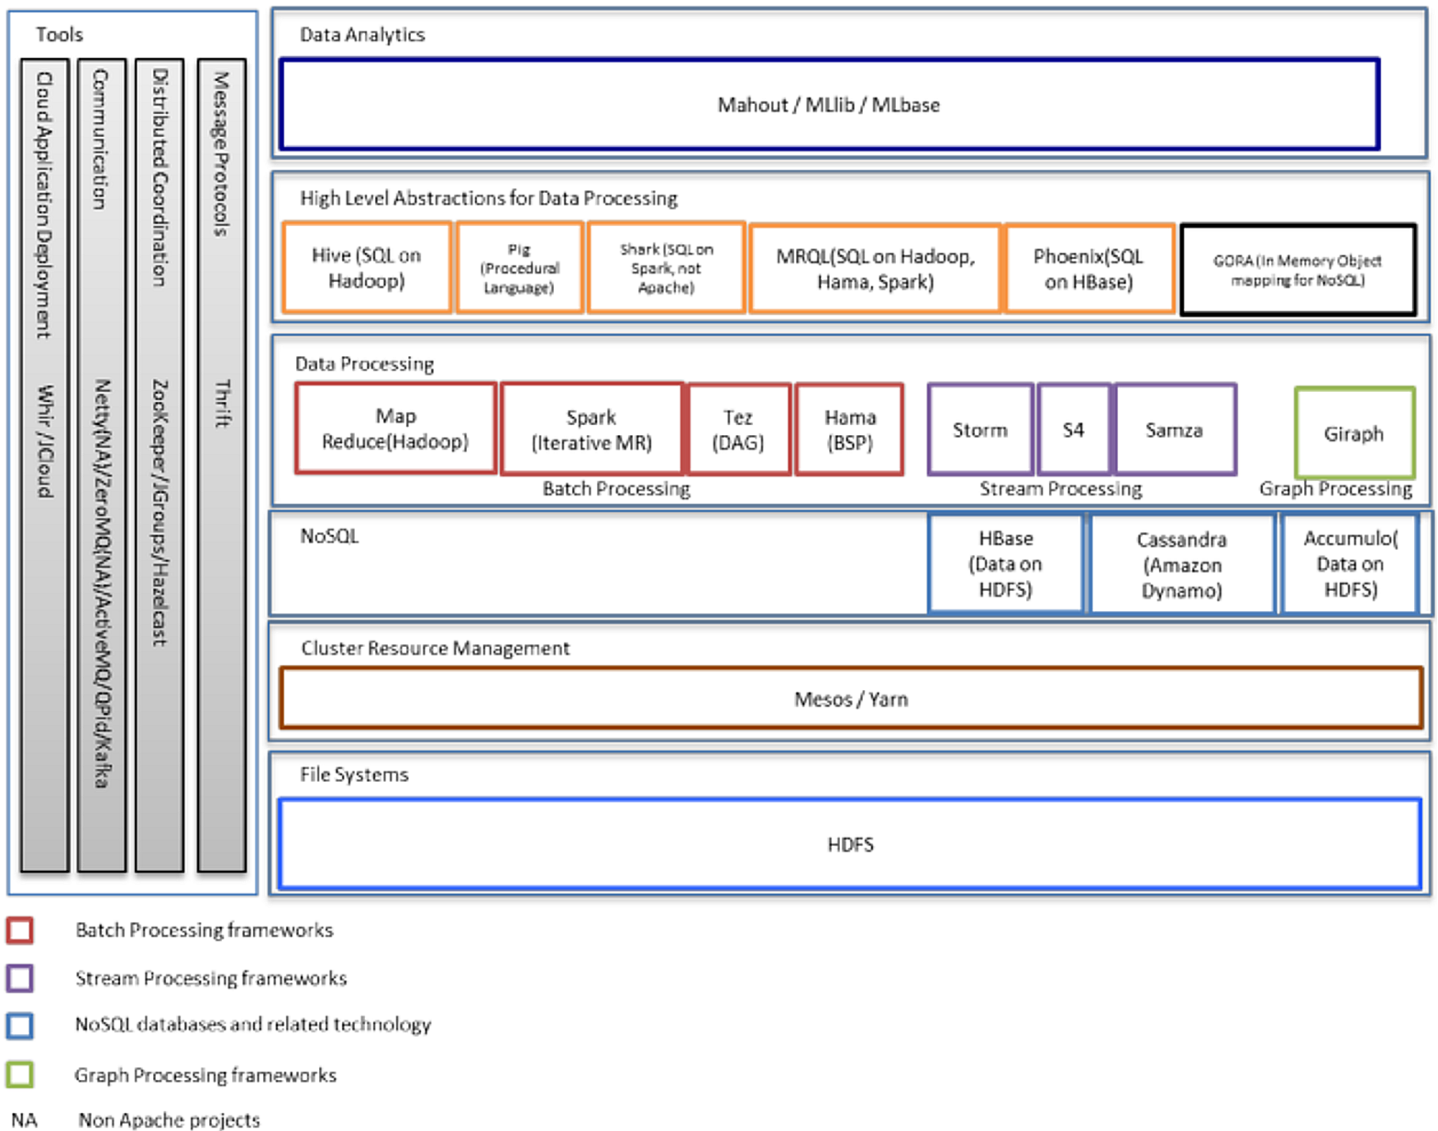 Tools
Cloud Application Deployment
Whir /JCloud
Communication
Netty(NA)/ZeroMQ(NA)/ActiveMQ/QPid/Kafka
Distributed Coordination
ZooKeeper/JGroups/Hazelcast
Message Protocols
Thrift
Data Analytics
Mahout / MLlib / MLbase
High Level Abstractions for Data Processing
Hive (SQL on
Hadoop)
Pig
(Procedural
Language)
Shark (SQL on
Spark, not
Apache)
MRQL(SQL on Hadoop,
Hama, Spark)
Phoenix(SQL
on HBase)
GORA (In Memory Object
mapping for NoSQL)
Data Processing
Map
Reduce(Hadoop)
Spark
(Iterative MR)
Tez
(DAG)
Hama
(BSP)
Storm
S4
Samza
Giraph
Batch Processing
Stream Processing
Graph Processing
NoSQL
HBase
(Data on
HDFS)
Cassandra
(Amazon
Dynamo)
Accumulo(
Data on
HDFS)
Cluster Resource Management
Mesos / Yarn
File Systems
HDFS
Batch Processing frameworks
Stream Processing frameworks
NoSQL databases and related technology
Graph Processing frameworks
NA Non Apache projects